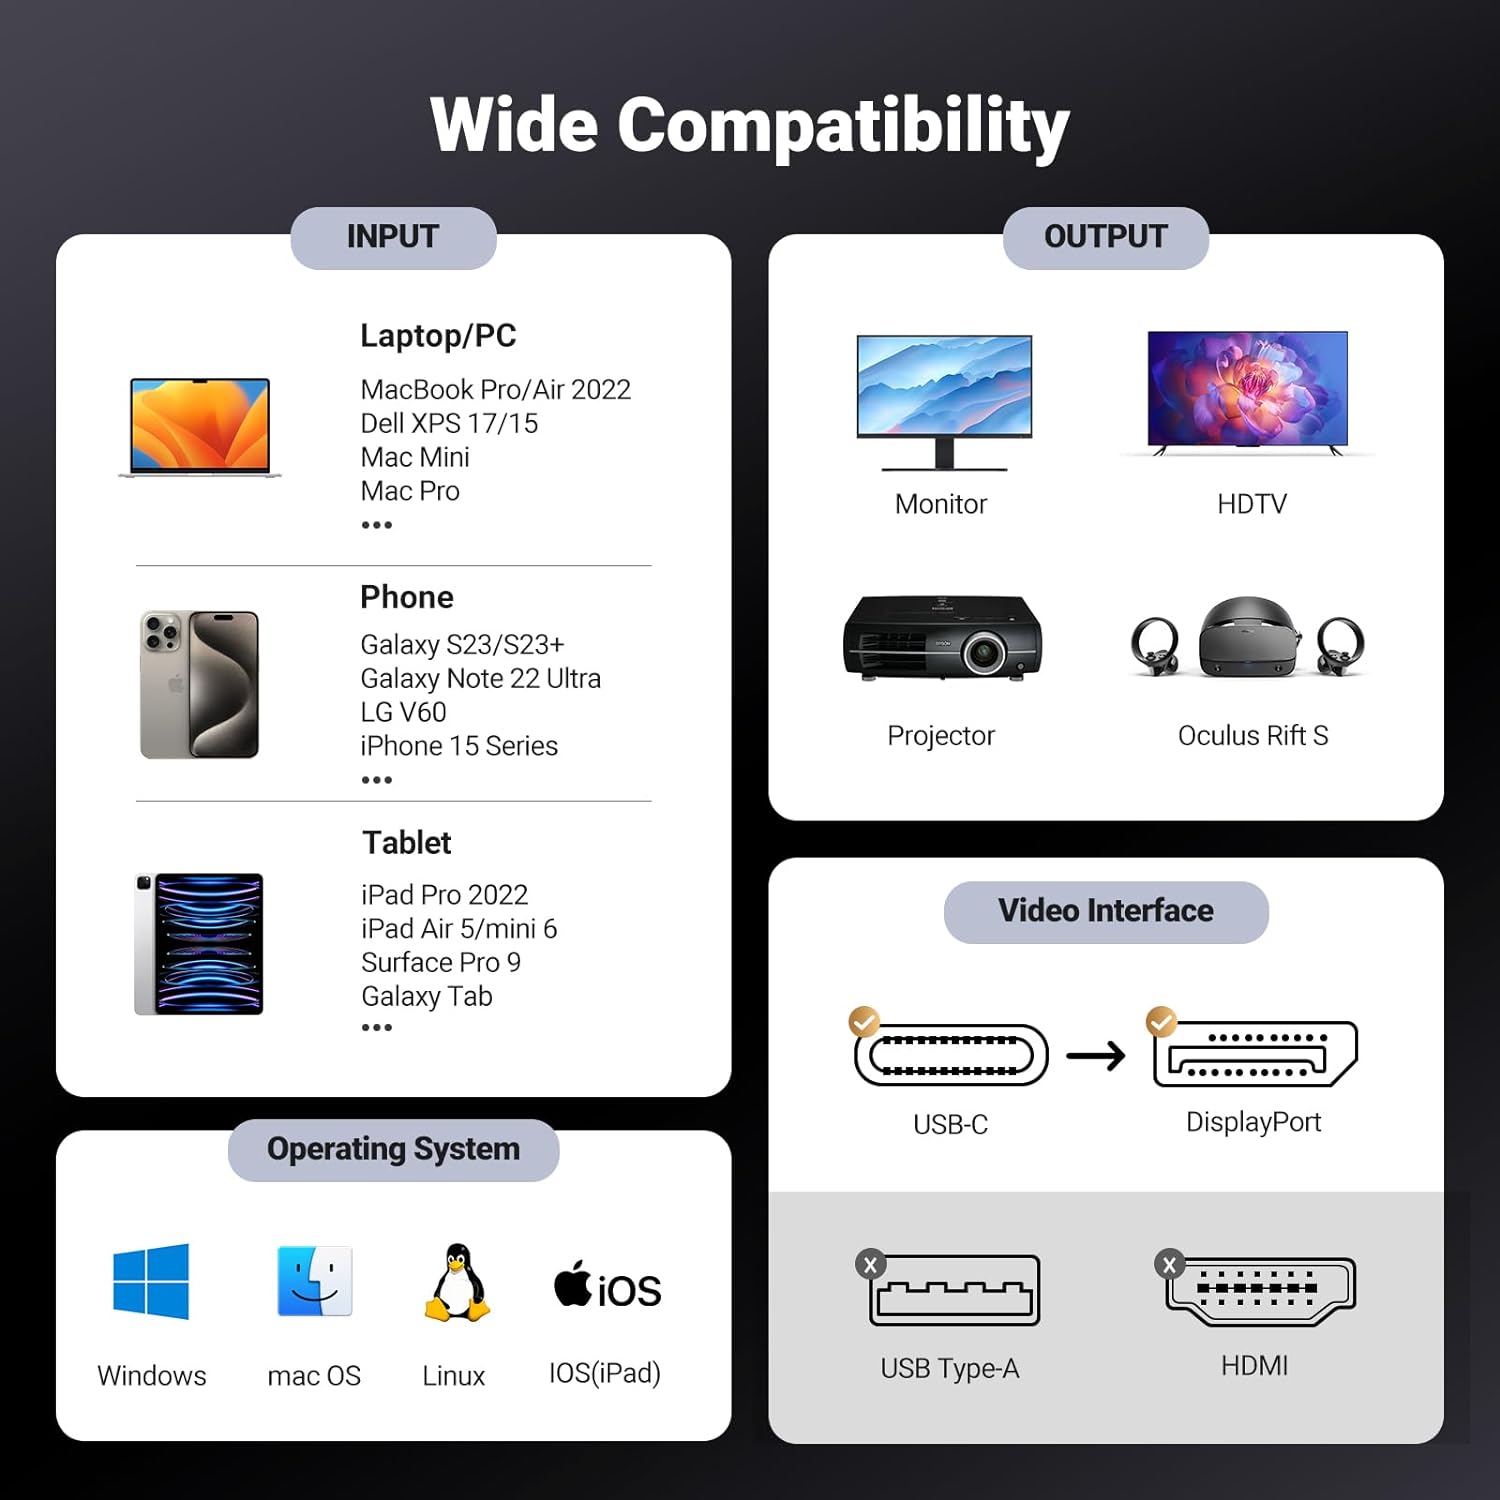 Wide Compatibility
INPUT
Laptop/PC
MacBook Pro/Air 2022
Dell XPS 17/15
Mac Mini
Mac Pro
•••
Phone
Galaxy S23/S23+
Galaxy Note 22 Ultra
LG V60
iPhone 15 Series
•••
Tablet
iPad Pro 2022
iPad Air 5/mini 6
Surface Pro 9
Galaxy Tab
•••
Operating System
iOS
Windows
mac OS
Linux
IOS(iPad)
OUTPUT
Monitor
HDTV
EPSON
Projector
Oculus Rift S
Video Interface
USB-C
DisplayPort
X
X
USB Type-A
HDMI